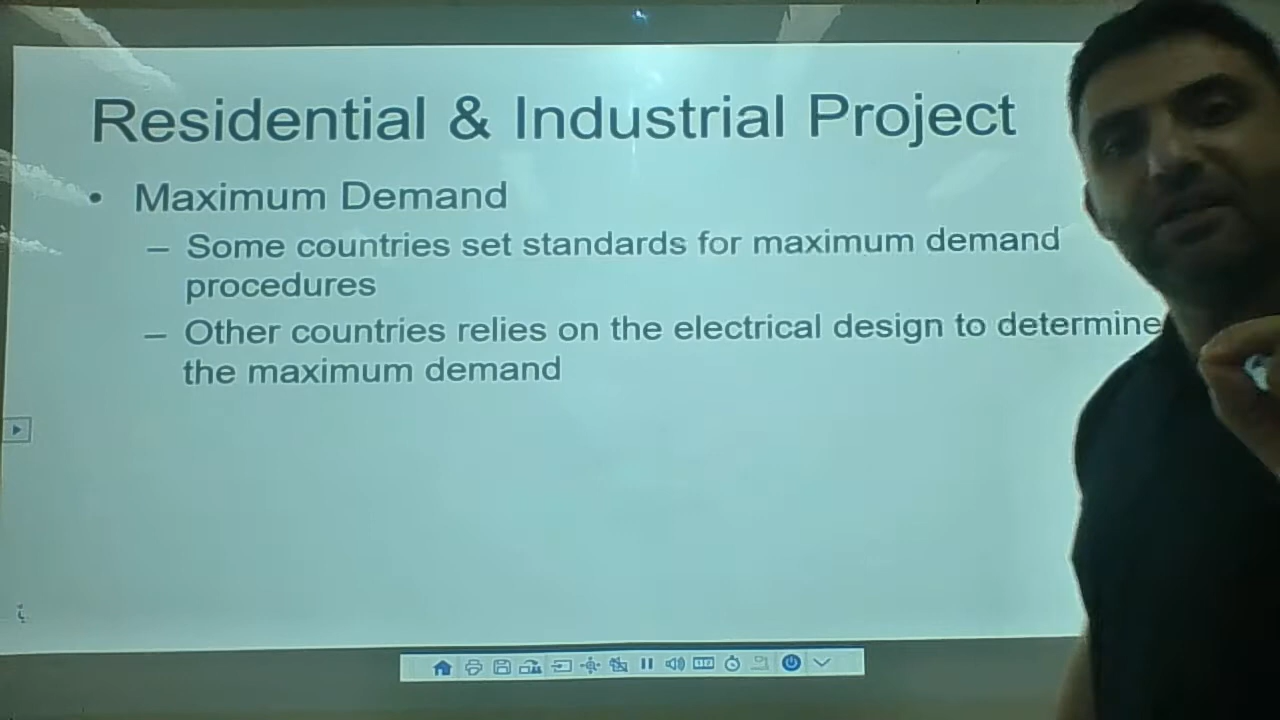 Residential & Industrial Project
• Maximum Demand
– Some countries set standards for maximum demand
procedures
– Other countries relies on the electrical design to determine
the maximum demand